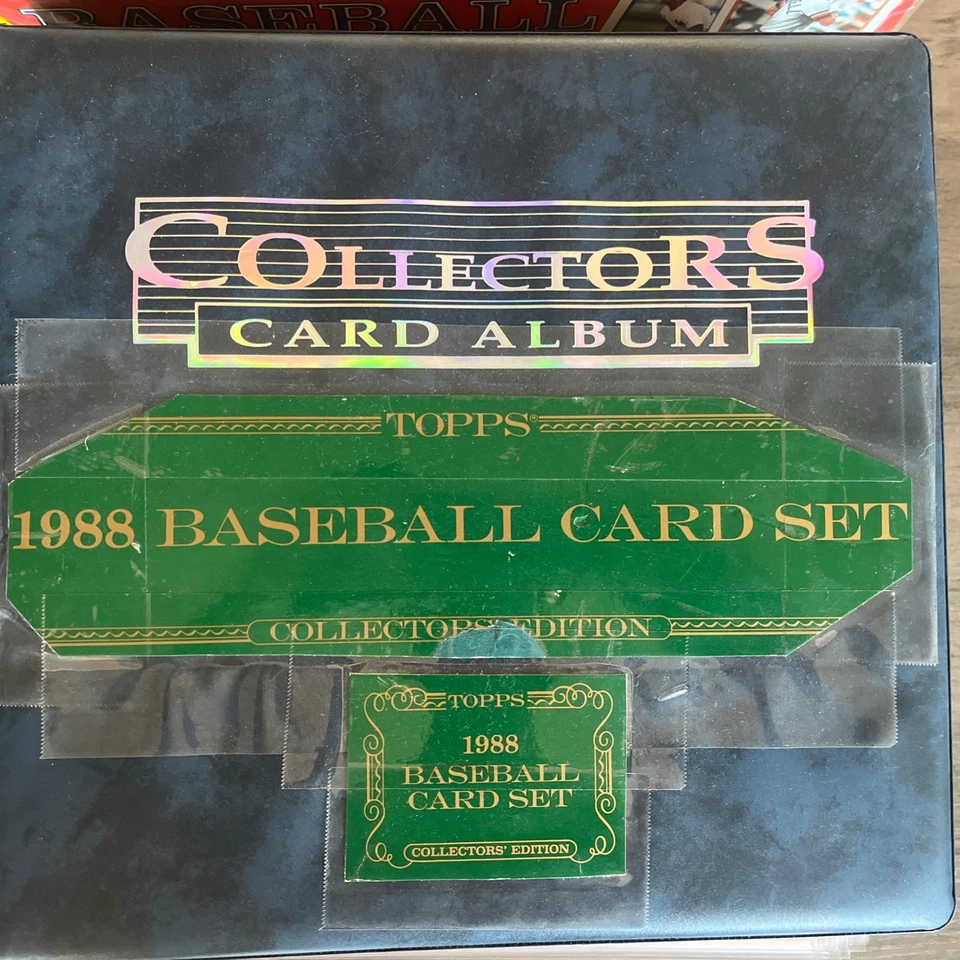 BASEBALL
COLLECTORS
CARD ALBUM
TOPPS®
1988 BASEBALL CARD SET
COLLECTORS' EDITION
TOPPS
1988
BASEBALL
CARD SET
COLLECTORS' EDITION